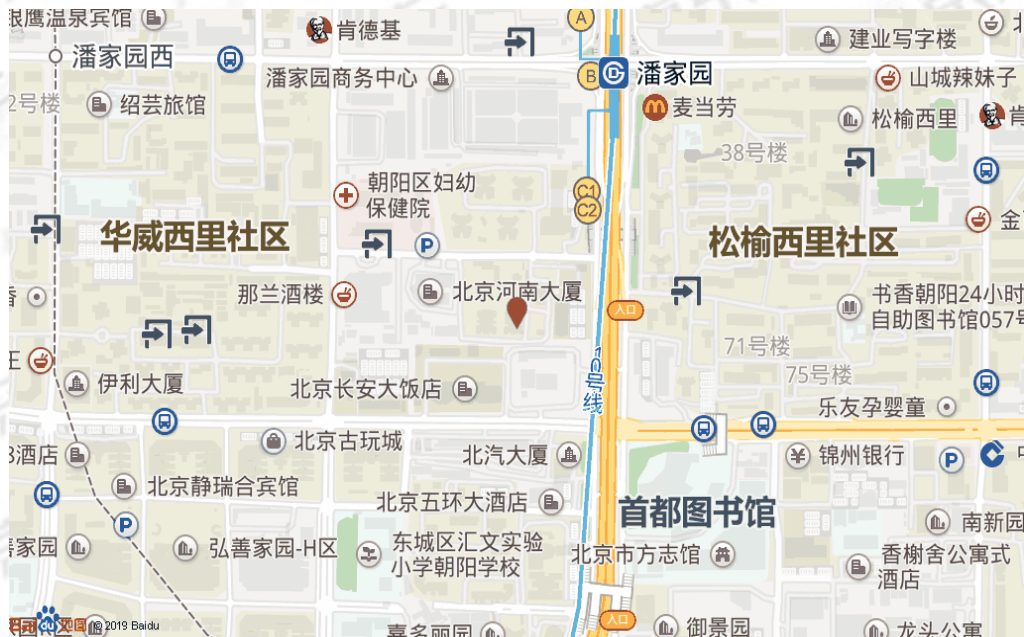 银鹰温泉宾馆
肯德基
A
建业写字楼
潘家园西
潘家园商务中心
B
潘家园
山城辣妹子
2号楼
绍芸旅馆
麦当劳
松榆西里
肯
38号楼
朝阳区妇幼
保健院
C1
C2
P
华威西里社区
松榆西里社区
金
那兰酒楼
北京河南大厦
入口
书香朝阳24小时
自助图书馆057号
71号楼
75号楼
伊利大厦
北京长安大饭店
10号线
乐友孕婴童
北京古玩城
北汽大厦
锦州银行
P
酒店
北京静瑞合宾馆
北京五环大酒店
首都图书馆
南新园
P
善家园
弘善家园-H区
东城区汇文实验
小学朝阳学校
北京市方志馆
香榭舍公寓式
酒店
入口
喜多丽园
御景园
龙头公寓
© 2019 Baidu